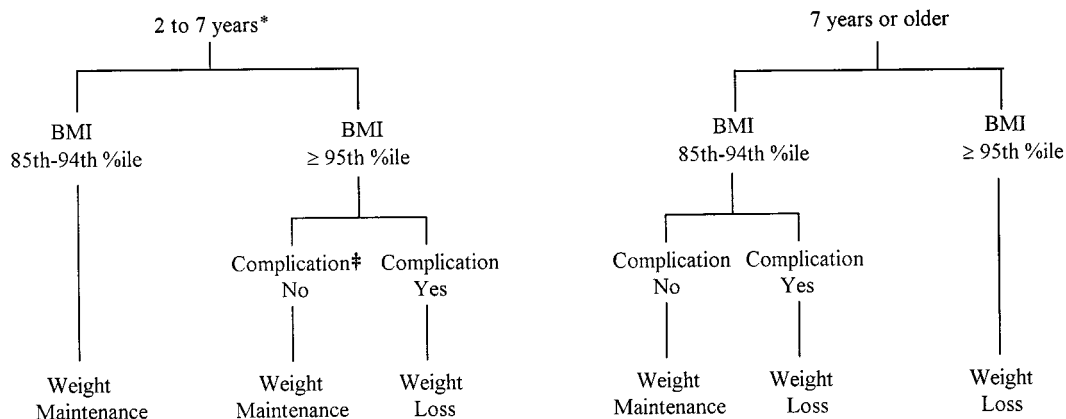 2 to 7 years*
BMI
85th-94th %ile
BMI
≥ 95th %ile
Complication‡
No
Complication
Yes
Weight
Maintenance
Weight
Maintenance
Weight
Loss
7 years or older
BMI
85th-94th %ile
BMI
≥ 95th %ile
Complication
No
Complication
Yes
Weight
Maintenance
Weight
Loss
Weight
Loss